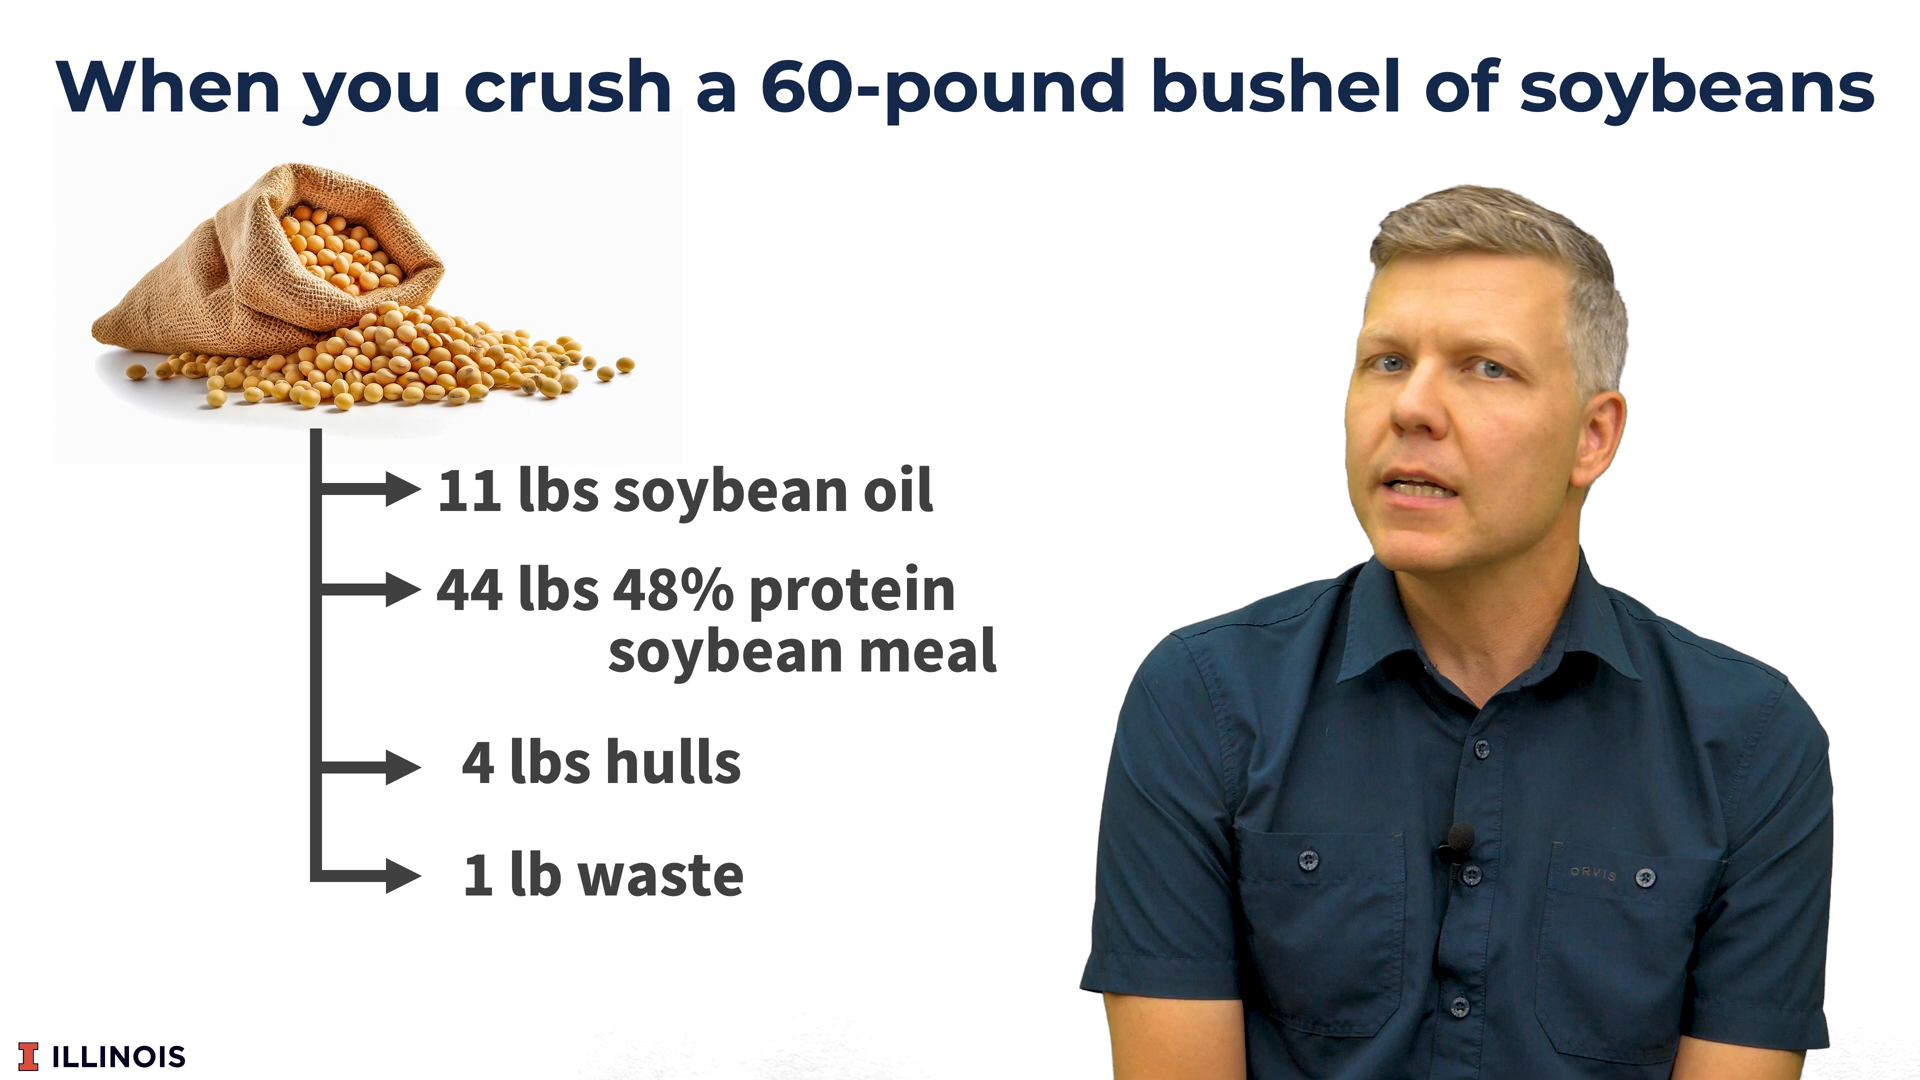 When you crush a 60-pound bushel of soybeans
11 lbs soybean oil
44 lbs 48% protein
soybean meal
4 lbs hulls
1 lb waste
ORVIS
I ILLINOIS